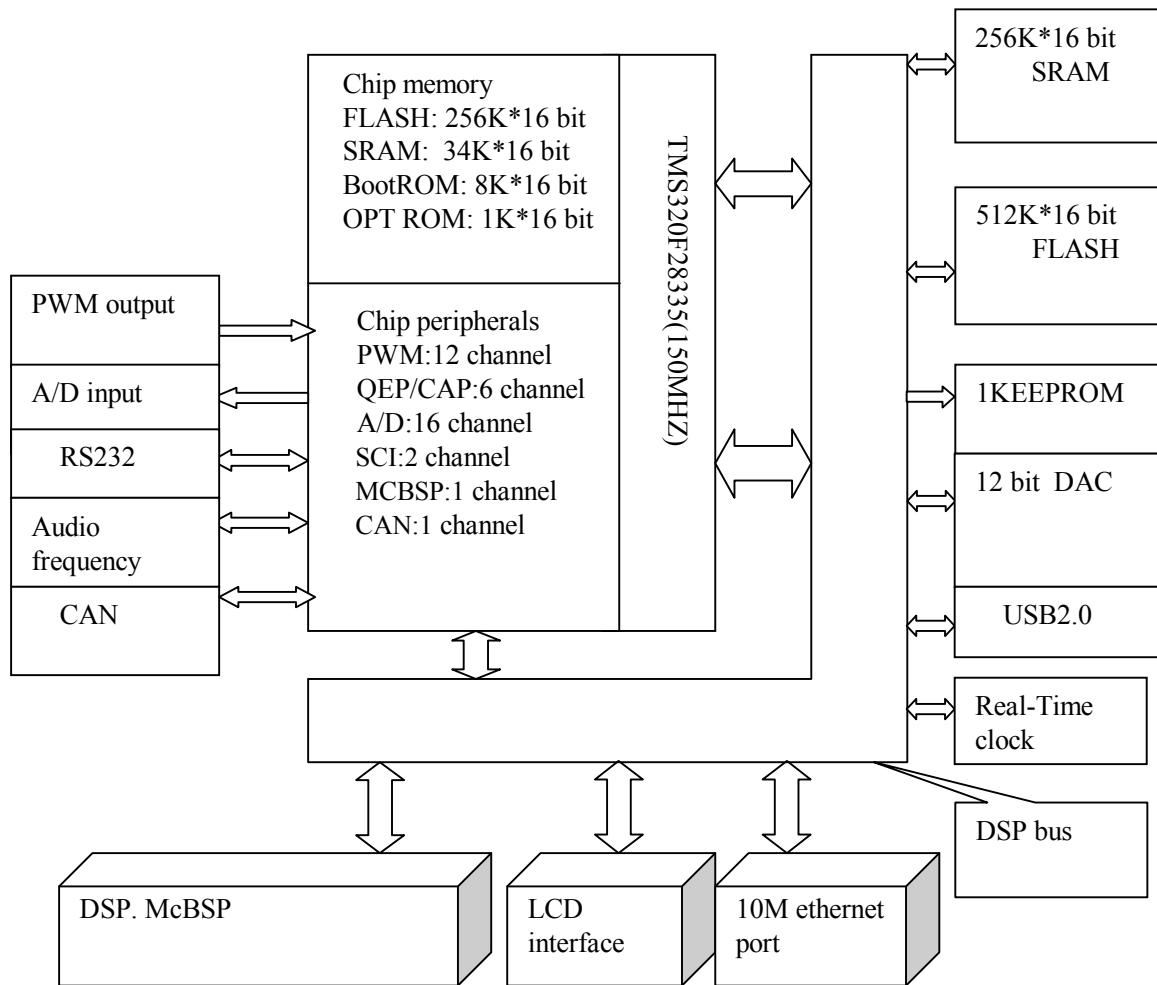 Chip memory
FLASH: 256K*16 bit
SRAM: 34K*16 bit
BootROM: 8K*16 bit
OPT ROM: 1K*16 bit
TMS320F28335(150MHZ)
256K*16 bit
SRAM
512K*16 bit
FLASH
PWM output
A/D input
RS232
Audio
frequency
CAN
Chip peripherals
PWM:12 channel
QEP/CAP:6 channel
A/D:16 channel
SCI:2 channel
MCBSP:1 channel
CAN:1 channel
1KEEPROM
12 bit DAC
USB2.0
Real-Time
clock
DSP bus
DSP. McBSP
LCD
interface
10M ethernet
port